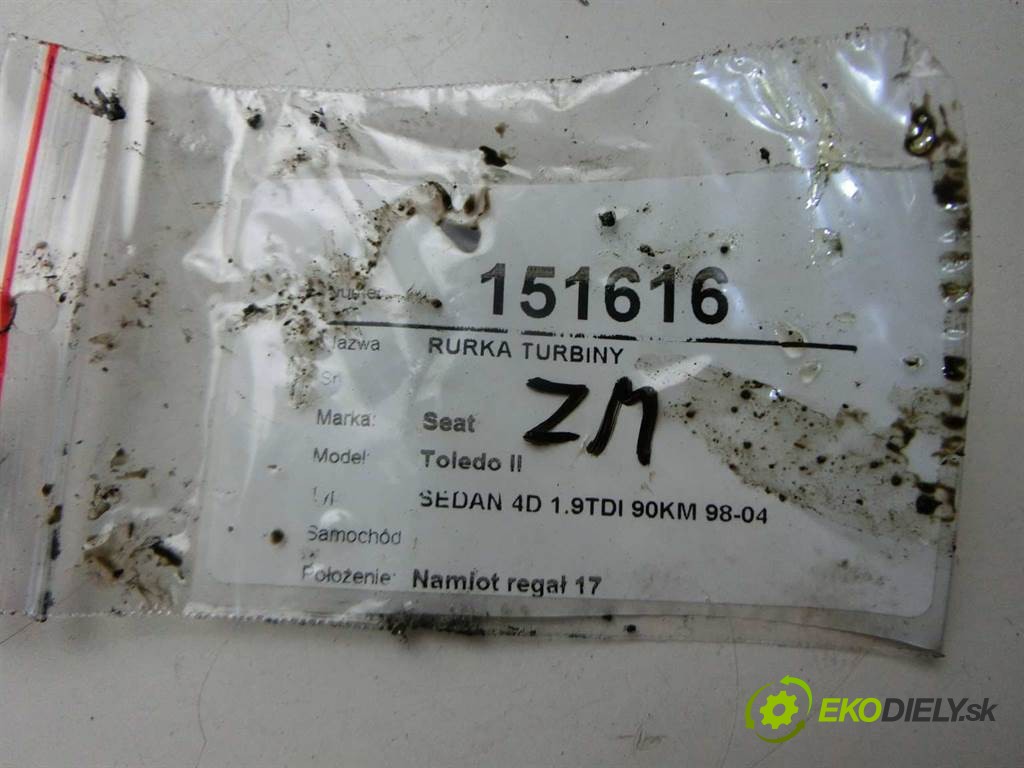 151616
RURKA TURBINY
ZM
Marka: Seat
Model: Toledo II
SEDAN 4D 1.9TDI 90KM 98-04
Samochód
Położenie: Namiot regał 17
EKODIELY.sk